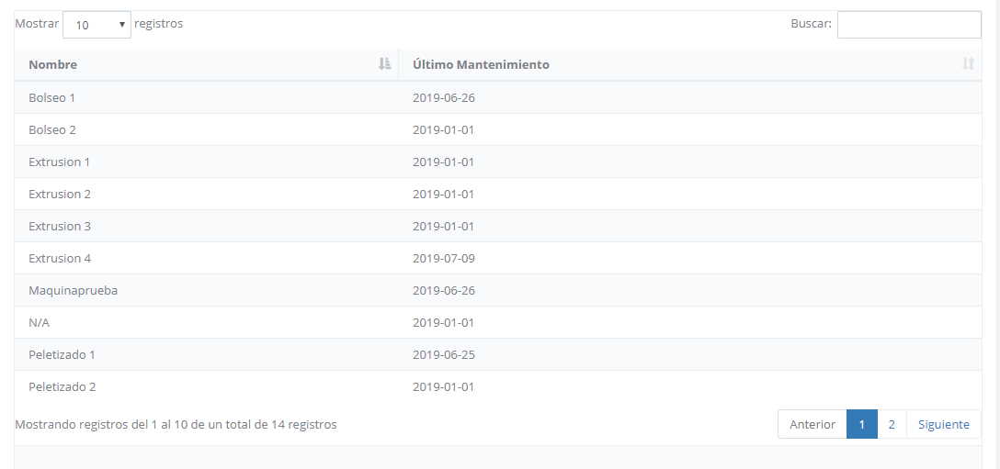 Mostrar 10 registros Buscar:
Nombre Último Mantenimiento
Bolseo 1 2019-06-26
Bolseo 2 2019-01-01
Extrusion 1 2019-01-01
Extrusion 2 2019-01-01
Extrusion 3 2019-01-01
Extrusion 4 2019-07-09
Maquinaprueba 2019-06-26
N/A 2019-01-01
Peletizado 1 2019-06-25
Peletizado 2 2019-01-01
Mostrando registros del 1 al 10 de un total de 14 registros Anterior 1 2 Siguiente